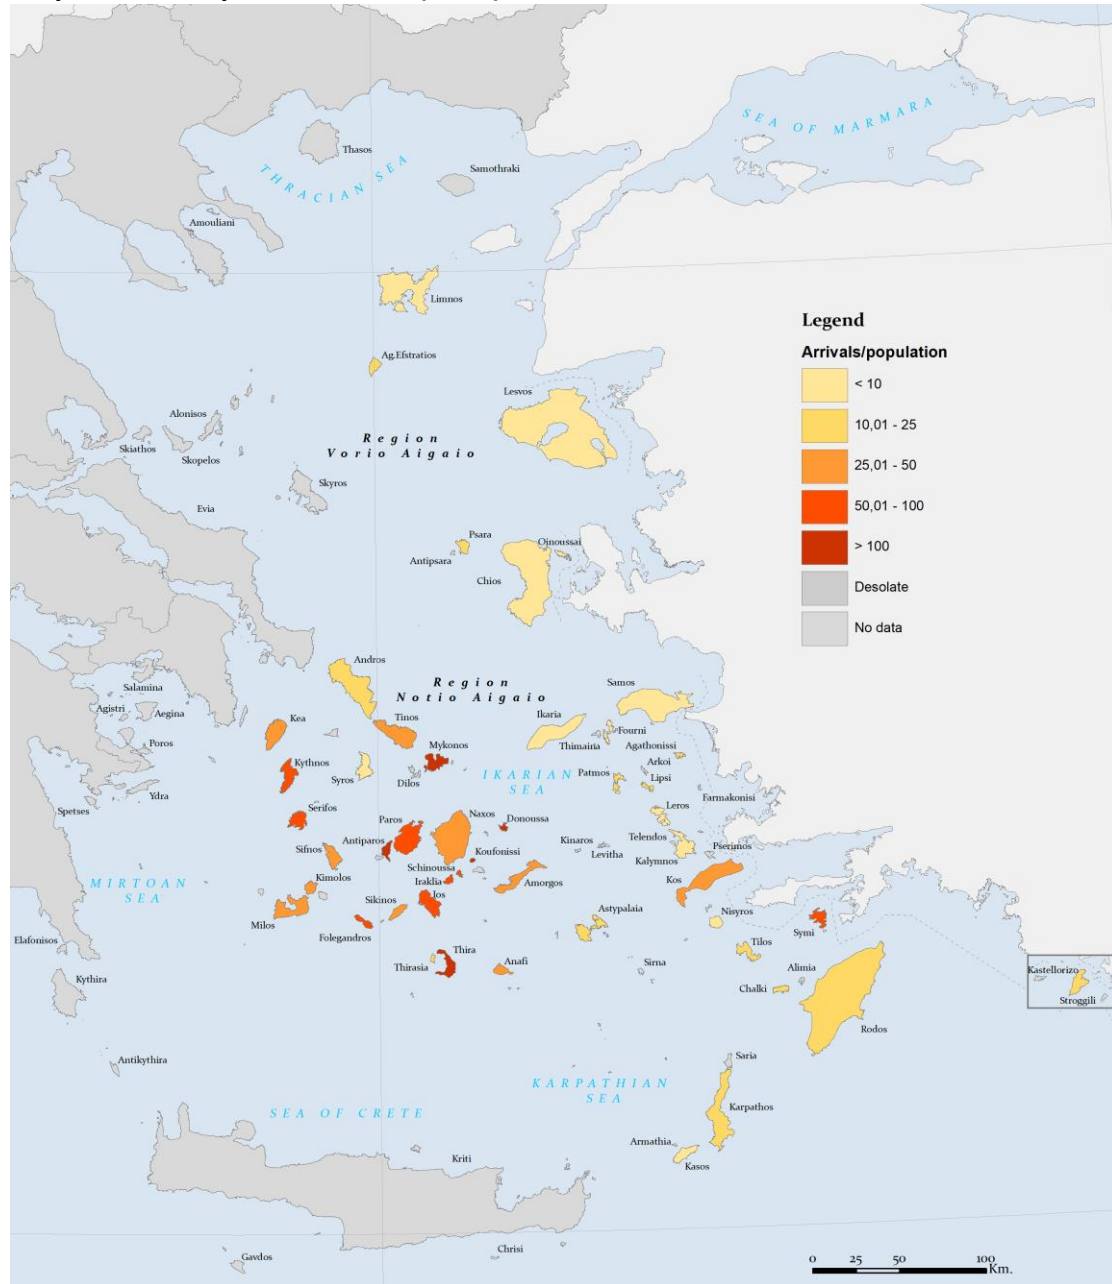 SEA OF MARMARA
Thasos
THRACIAN SEA
Samothraki
Amouliani
Limnos
Legend
Arrivals/population
< 10
10,01 - 25
25,01 - 50
50,01 - 100
> 100
Desolate
No data
Ag.Efstratios
Lesvos
Alonisos
Skiathos
Skopelos
Region
Vorio Aigaio
Skyros
Evia
Psara
Antipsara
Oinoussai
Chios
Andros
Region
Notio Aigaio
Samos
Salamina
Agistri
Aegina
Kea
Tinos
Ikaria
Fourni
Poros
Mykonos
Thimaina
Agathonissi
Kythnos
Arkoi
Syros
Dilos
IKARIAN
SEA
Patmos
Lipsi
Ydra
Farmakonisi
Spetses
Serifos
Leros
Paros
Naxos
Donoussa
Antiparos
Telendos
Kinaros
Pserimos
Sifnos
Koufonissi
Levitha
Kalymnos
Schinoussa
Kimolos
Iraklia
Amorgos
Kos
MIRTOAN
SEA
Sikinos
Ios
Astypalaia
Nisyros
Milos
Folegandros
Symi
Elafonisos
Tilos
Thira
Thirasia
Anafi
Sirna
Alimia
Kastellorizo
Kythira
Chalki
Stroggili
Rodos
Antikythira
Saria
KARPATHIAN
SEA
SEA OF CRETE
Karpathos
Armathia
Kriti
Kasos
Chrisi
Gavdos
0 25 50 100
Km.